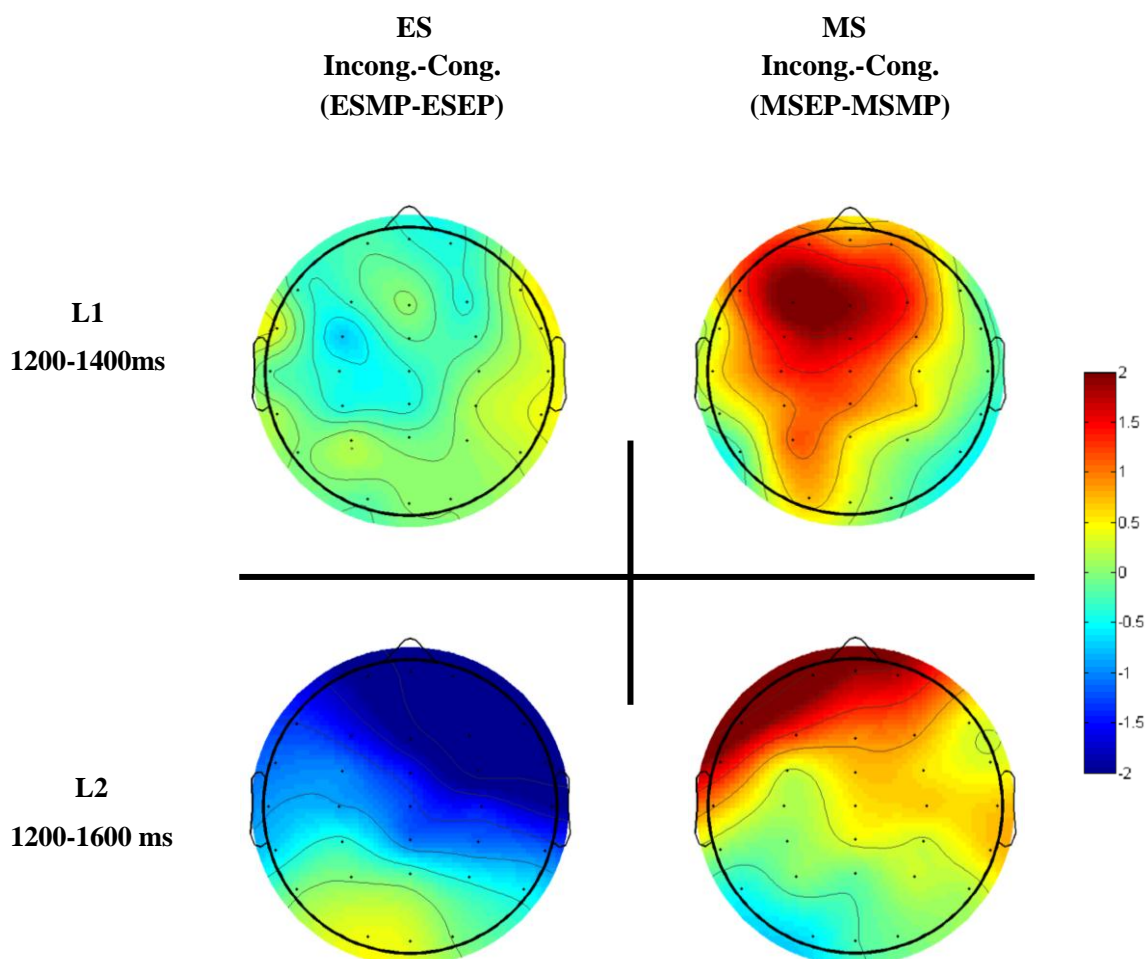 ES
Incong.-Cong.
(ESMP-ESEP)
MS
Incong.-Cong.
(MSEP-MSMP)
L1
1200-1400ms
2
1.5
1
0.5
0
-0.5
-1
-1.5
-2
L2
1200-1600 ms